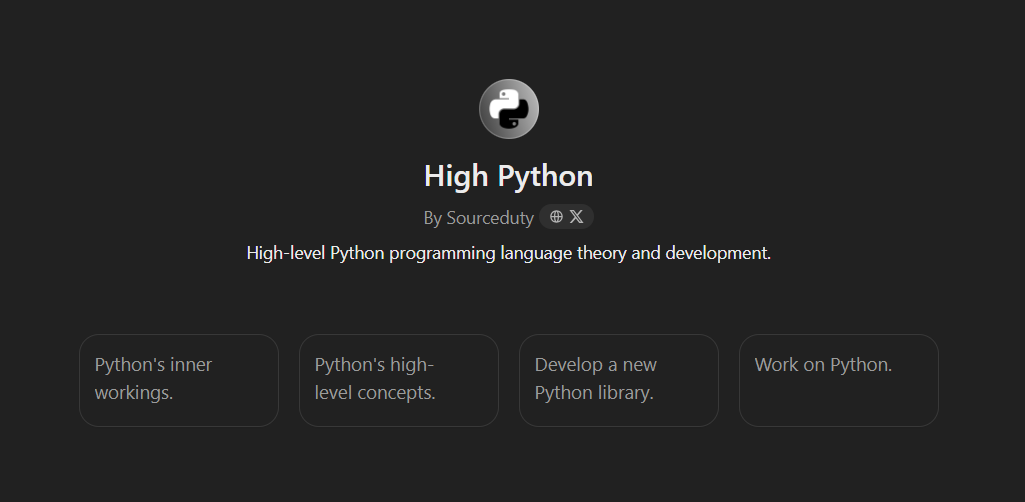 High Python
By Sourceduty
High-level Python programming language theory and development.
Python's inner
workings.
Python's high-
level concepts.
Develop a new
Python library.
Work on Python.